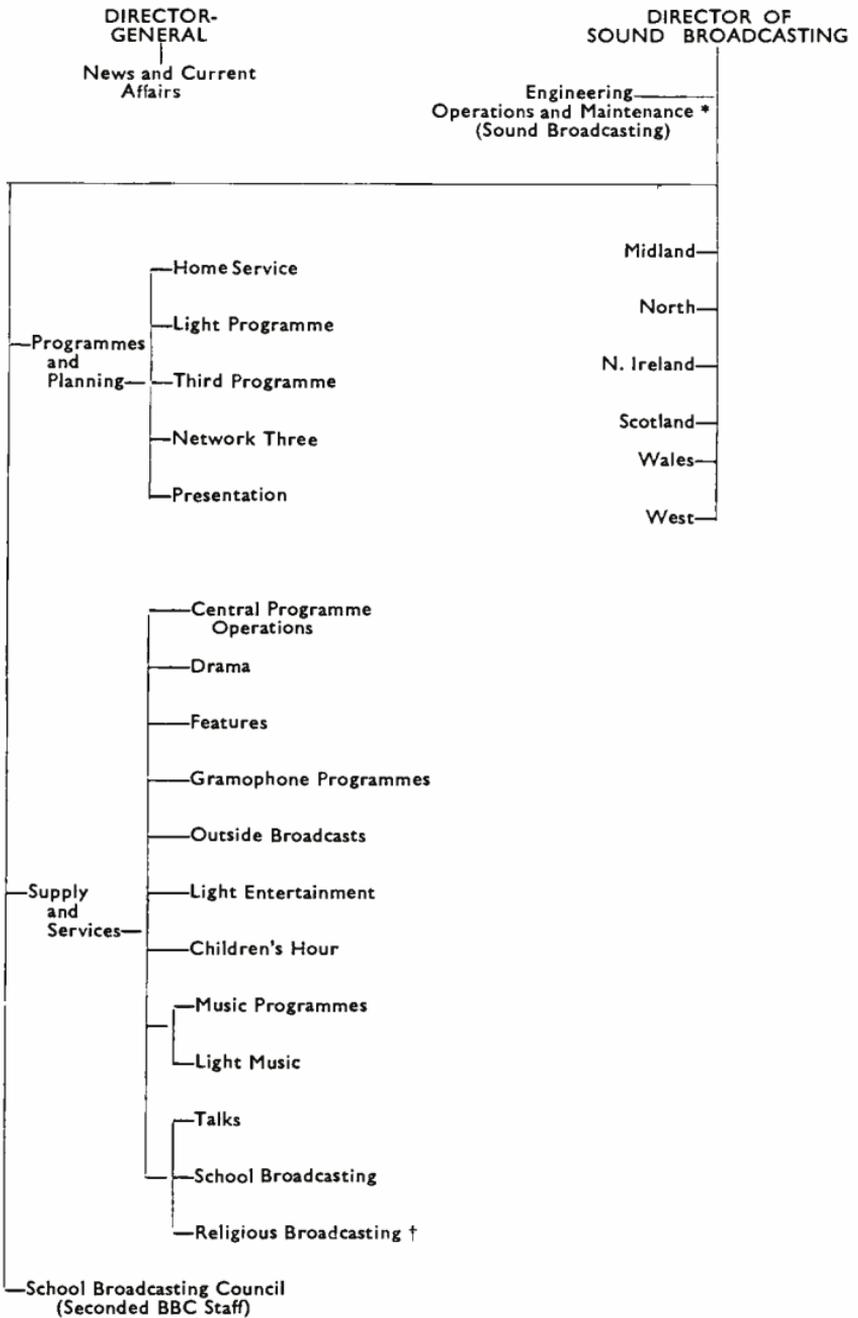 DIRECTOR-
GENERAL
News and Current
Affairs
DIRECTOR OF
SOUND BROADCASTING
Engineering
Operations and Maintenance *
(Sound Broadcasting)
Midland
North
N. Ireland
Scotland
Wales
West
Programmes
and
Planning
Home Service
Light Programme
Third Programme
Network Three
Presentation
Supply
and
Services
Central Programme
Operations
Drama
Features
Gramophone Programmes
Outside Broadcasts
Light Entertainment
Children's Hour
Music Programmes
Light Music
Talks
School Broadcasting
Religious Broadcasting †
School Broadcasting Council
(Seconded BBC Staff)